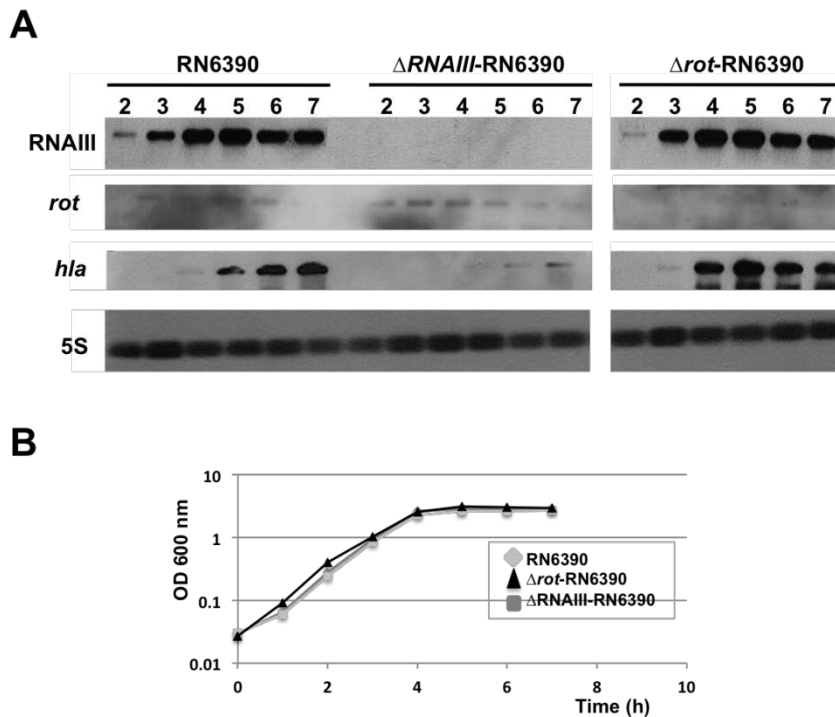 A
RN6390 ΔRNAIII-RN6390 Δrot-RN6390
2 3 4 5 6 7 2 3 4 5 6 7 2 3 4 5 6 7
RNAIII
rot
hla
5S
B
10
1
0.1
0.01
OD 600 nm
RN6390
Δrot-RN6390
ΔRNAIII-RN6390
0 2 4 6 8 10
Time (h)